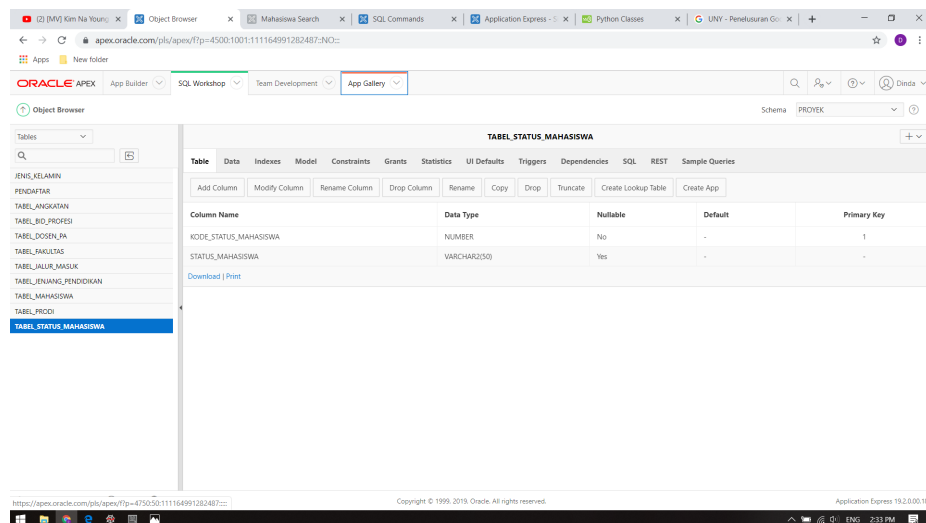 (2) [MV] Kim Na Young Object Browser Mahasiswa Search SQL Commands Application Express - S Python Classes UNY - Penelusuran Goo
apex.oracle.com/pls/apex/f?p=4500:1001:111164991282487::NO:::
D
Apps New folder
ORACLE APEX App Builder SQL Workshop Team Development App Gallery Dinda
Object Browser Schema PROYEK
Tables TABEL_STATUS_MAHASISWA
Table Data Indexes Model Constraints Grants Statistics UI Defaults Triggers Dependencies SQL REST Sample Queries
JENIS_KELAMIN
PENDAFTAR
TABEL_ANGKATAN
TABEL_BID_PROFESI
TABEL_DOSEN_PA
TABEL_FAKULTAS
TABEL_JALUR_MASUK
TABEL_JENJANG_PENDIDIKAN
TABEL_MAHASISWA
TABEL_PRODI
TABEL_STATUS_MAHASISWA
Add Column Modify Column Rename Column Drop Column Rename Copy Drop Truncate Create Lookup Table Create App
Column Name Data Type Nullable Default Primary Key
KODE_STATUS_MAHASISWA NUMBER No - 1
STATUS_MAHASISWA VARCHAR2(50) Yes - -
Download | Print
https://apex.oracle.com/pls/apex/f?p=4750:50:111164991282487:::::
Copyright © 1999, 2019, Oracle. All rights reserved.
Application Express 19.2.0.00.18
ENG 2:33 PM